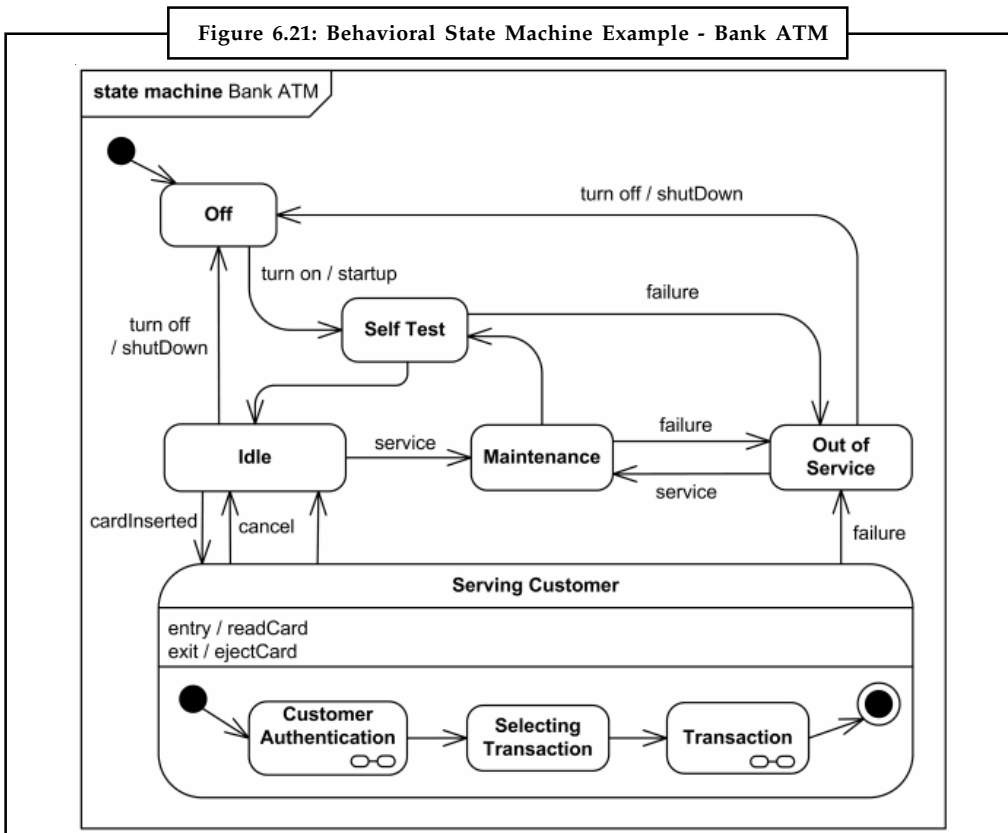 Figure 6.21: Behavioral State Machine Example - Bank ATM
state machine Bank ATM
turn off / shutDown
Off
turn on / startup
failure
Self Test
turn off
/ shutDown
Idle
service
Maintenance
failure
service
Out of
Service
cardInserted
cancel
failure
Serving Customer
entry / readCard
exit / ejectCard
Customer
Authentication
Selecting
Transaction
Transaction